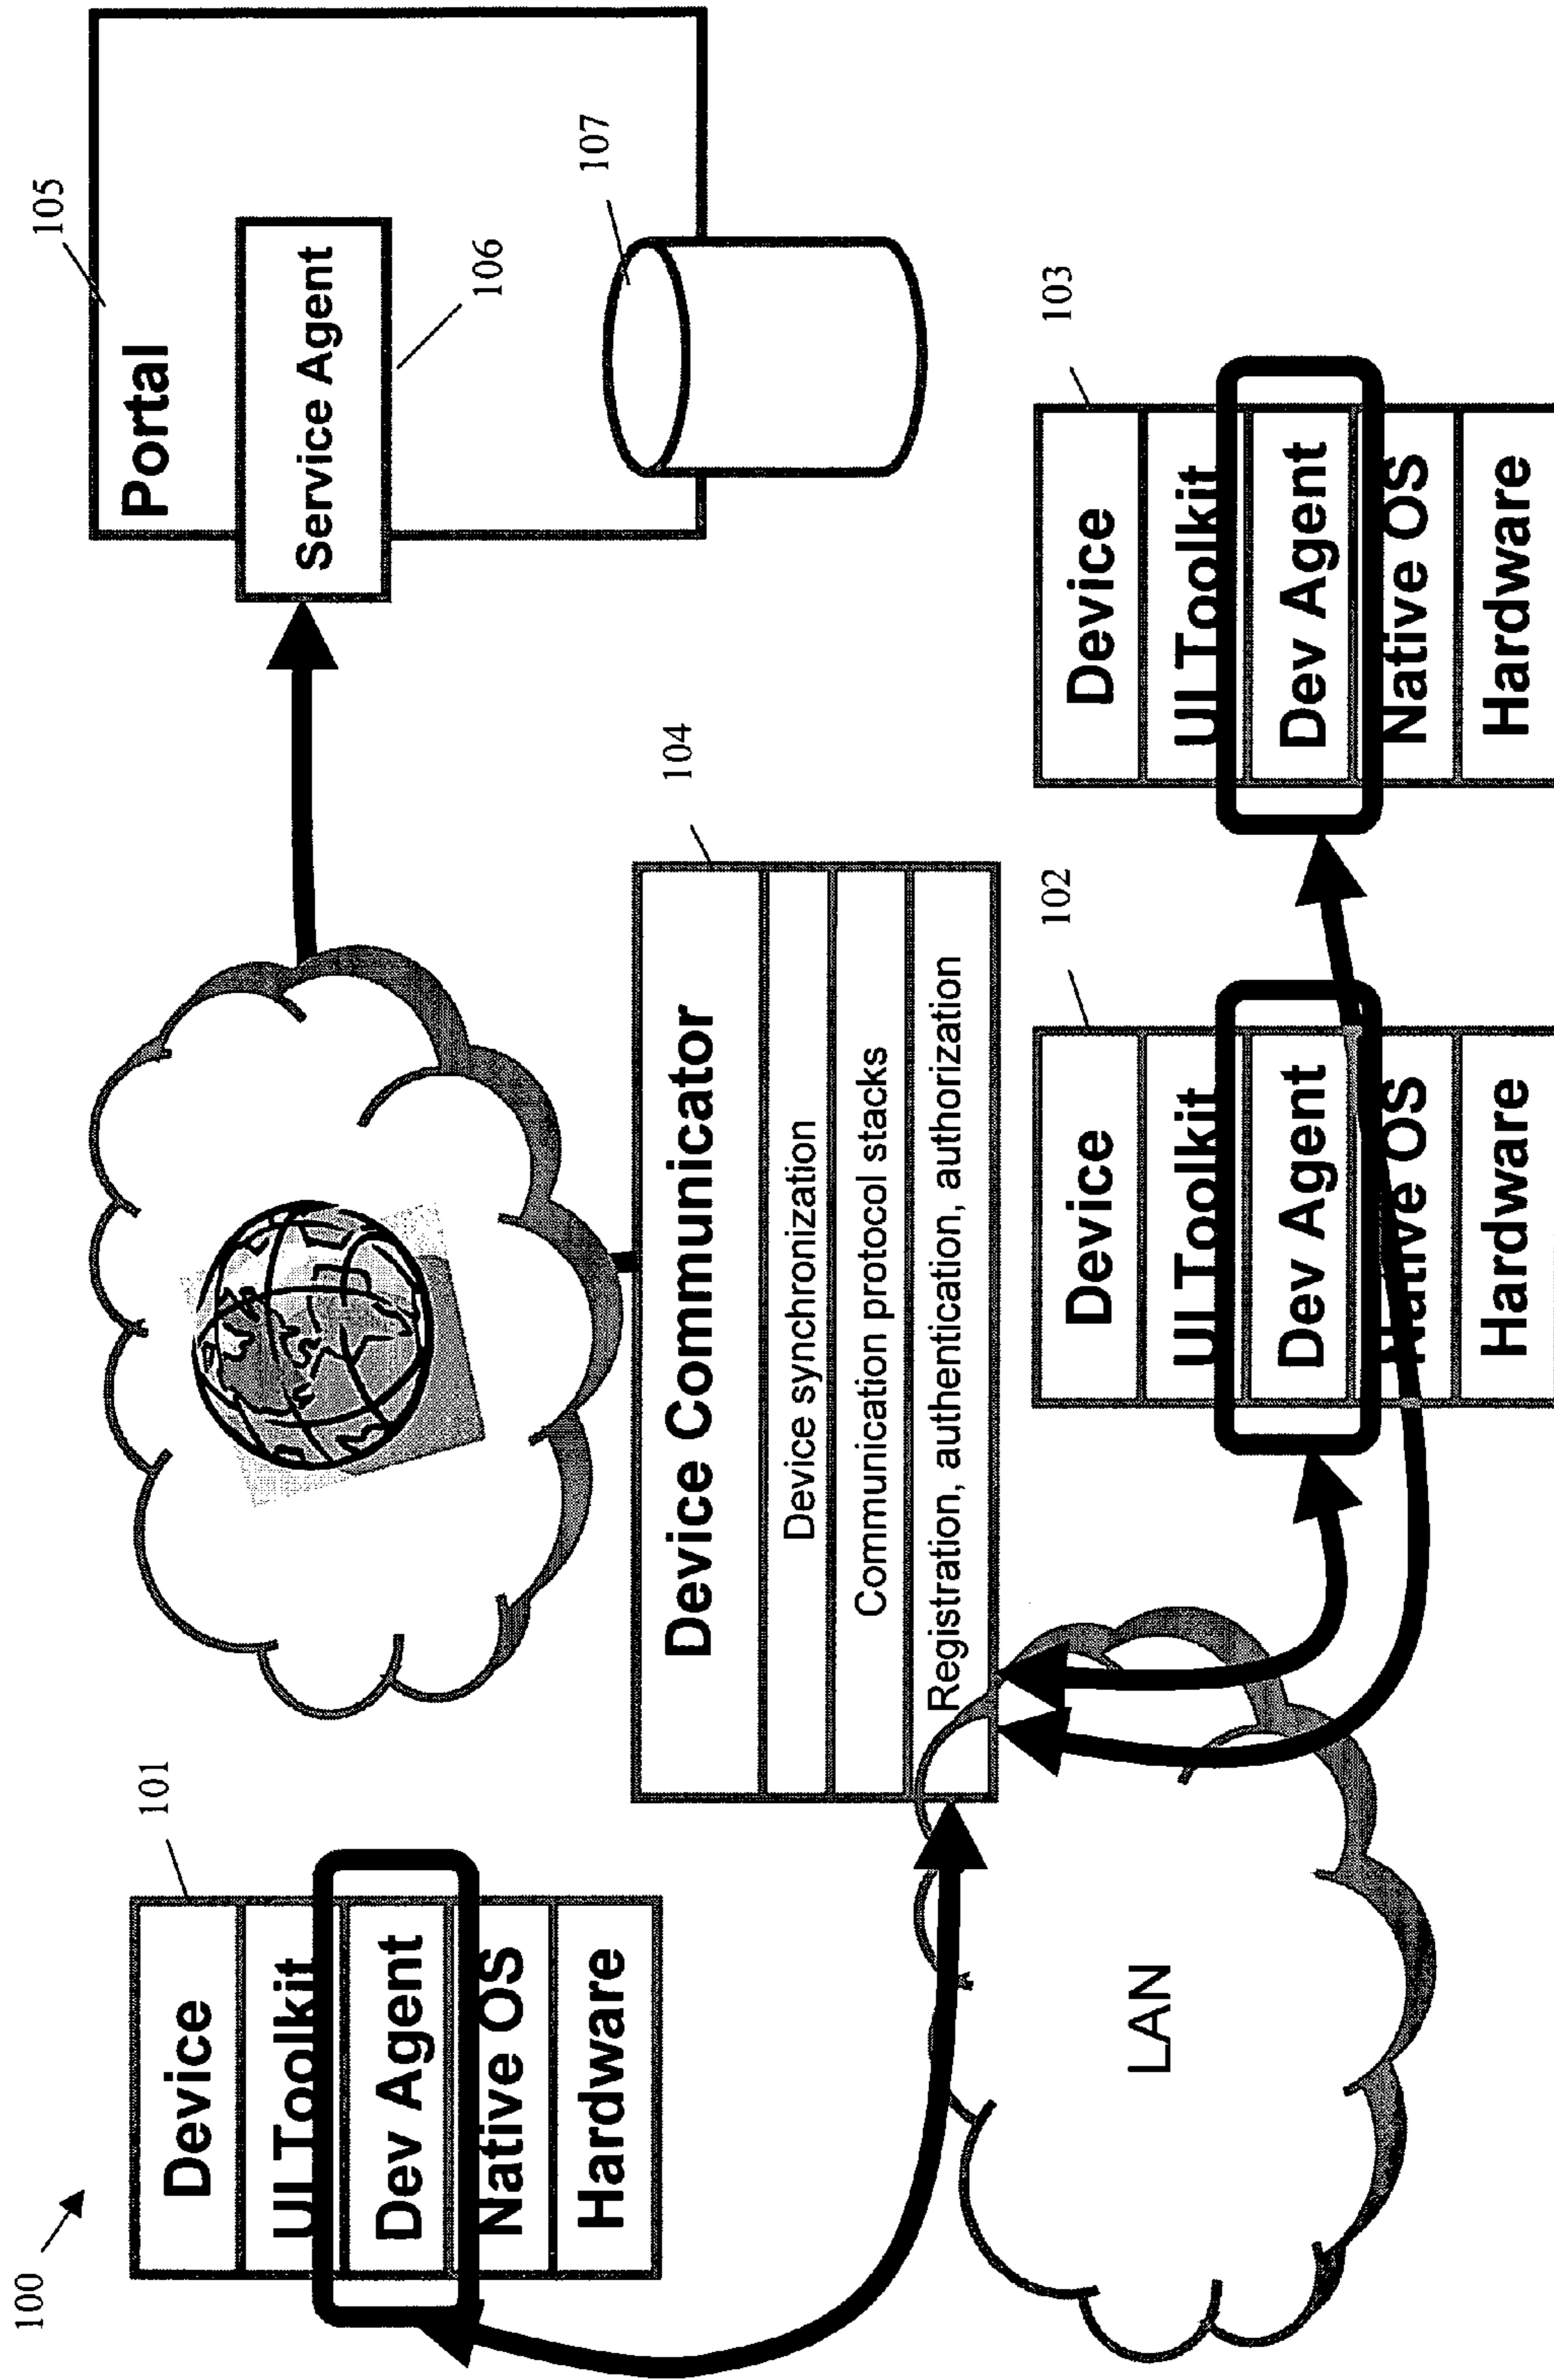 100
101
Device
UI Toolkit
Dev Agent
Native OS
Hardware
105
Portal
Service Agent
106
107
104
Device Communicator
Device synchronization
Communication protocol stacks
Registration, authentication, authorization
LAN
102
Device
UI Toolkit
Dev Agent
Native OS
Hardware
103
Device
UI Toolkit
Dev Agent
Native OS
Hardware